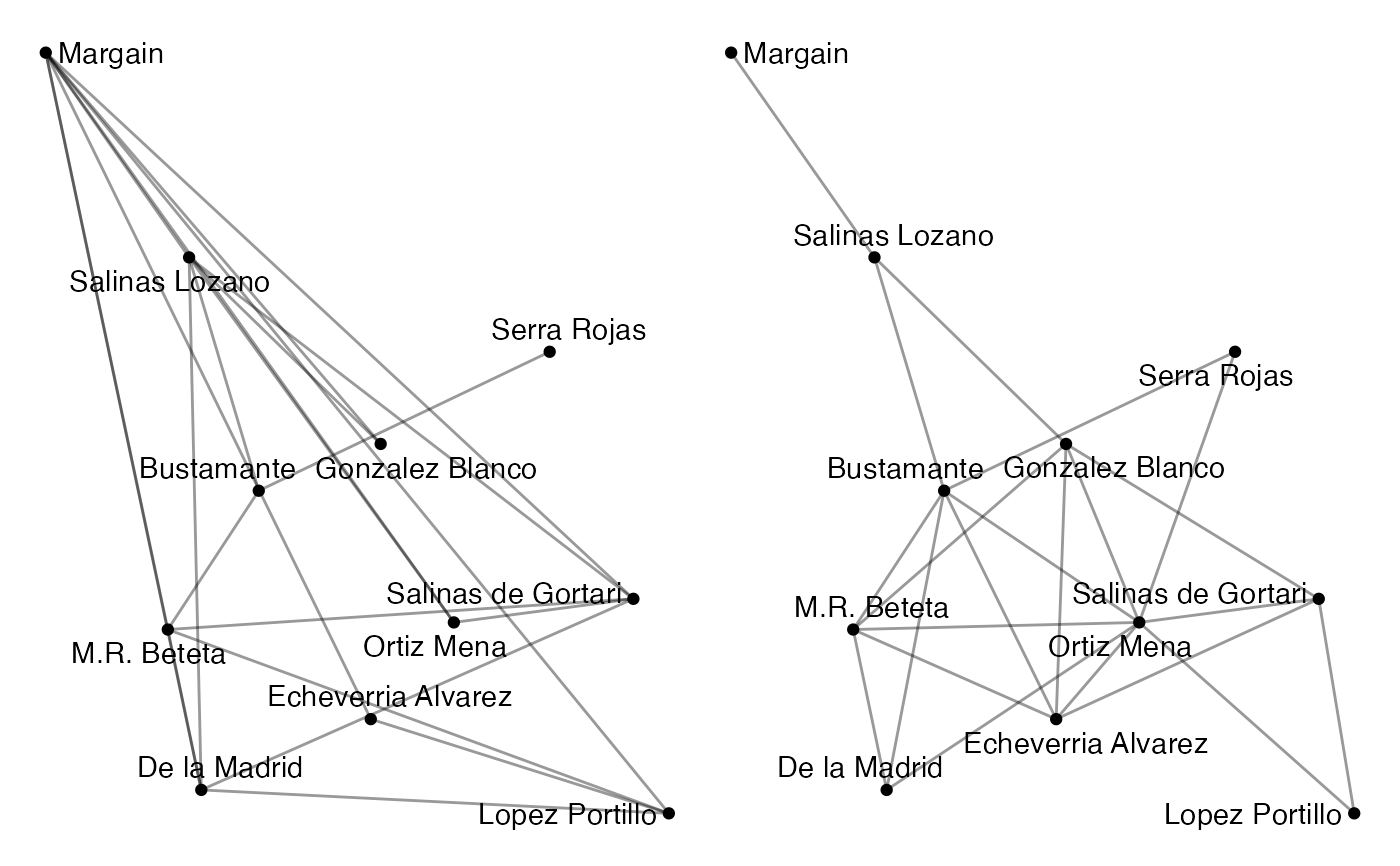 Margain
Salinas Lozano
Serra Rojas
Bustamante
Gonzalez Blanco
Salinas de Gortari
Ortiz Mena
M.R. Beteta
Echeverria Alvarez
De la Madrid
Lopez Portillo
Margain
Salinas Lozano
Serra Rojas
Bustamante
Gonzalez Blanco
Salinas de Gortari
M.R. Beteta
Ortiz Mena
Echeverria Alvarez
De la Madrid
Lopez Portillo